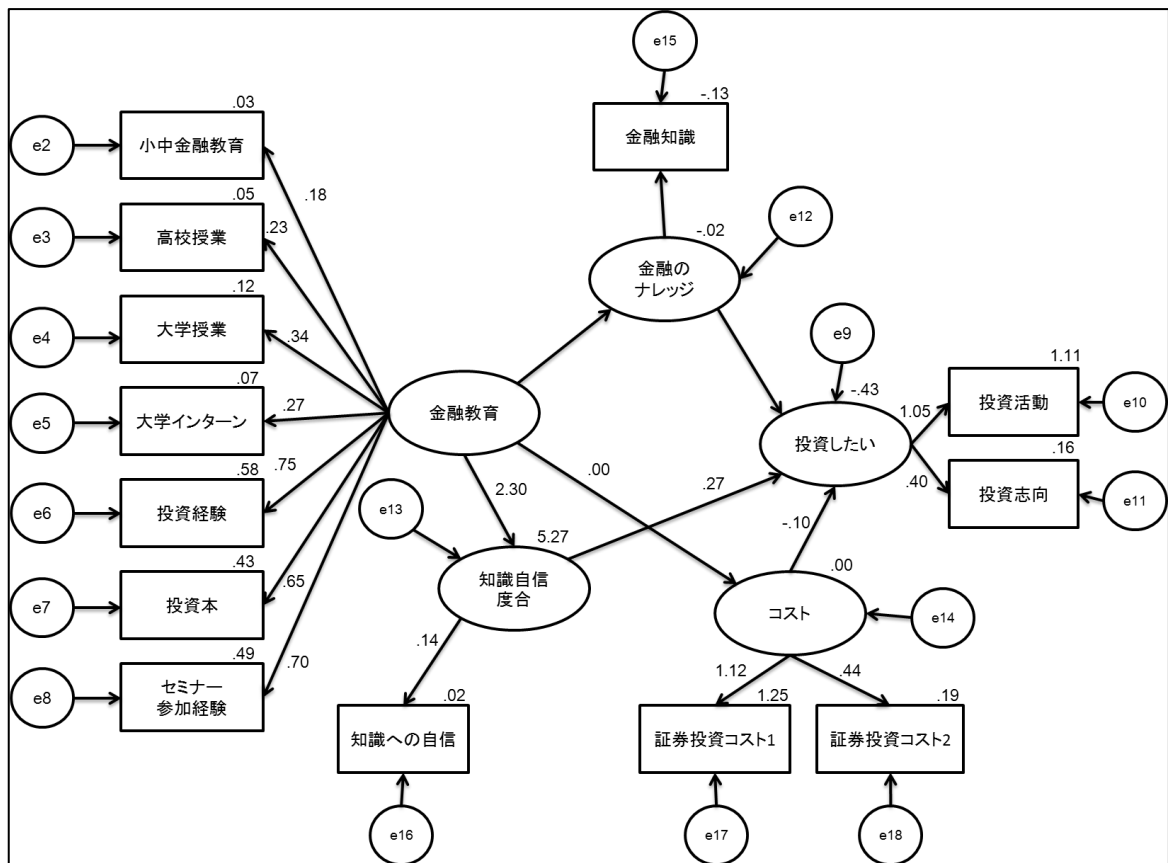 e15
-.13
金融知識
.03
e2
小中金融教育
.18
.05
e3
高校授業
.23
e12
-.02
金融の
ナレッジ
.12
e4
大学授業
.34
e9
-.43
.07
e5
大学インターン
.27
金融教育
投資したい
1.05
1.11
投資活動
e10
.16
投資志向
.40
e11
.58
e6
投資経験
.75
.00
.27
2.30
e13
5.27
知識自信
度合
-.10
.43
e7
投資本
.65
.00
コスト
e14
.49
e8
セミナー
参加経験
.70
.14
.02
知識への自信
e16
1.12
.44
1.25
証券投資コスト1
e17
.19
証券投資コスト2
e18